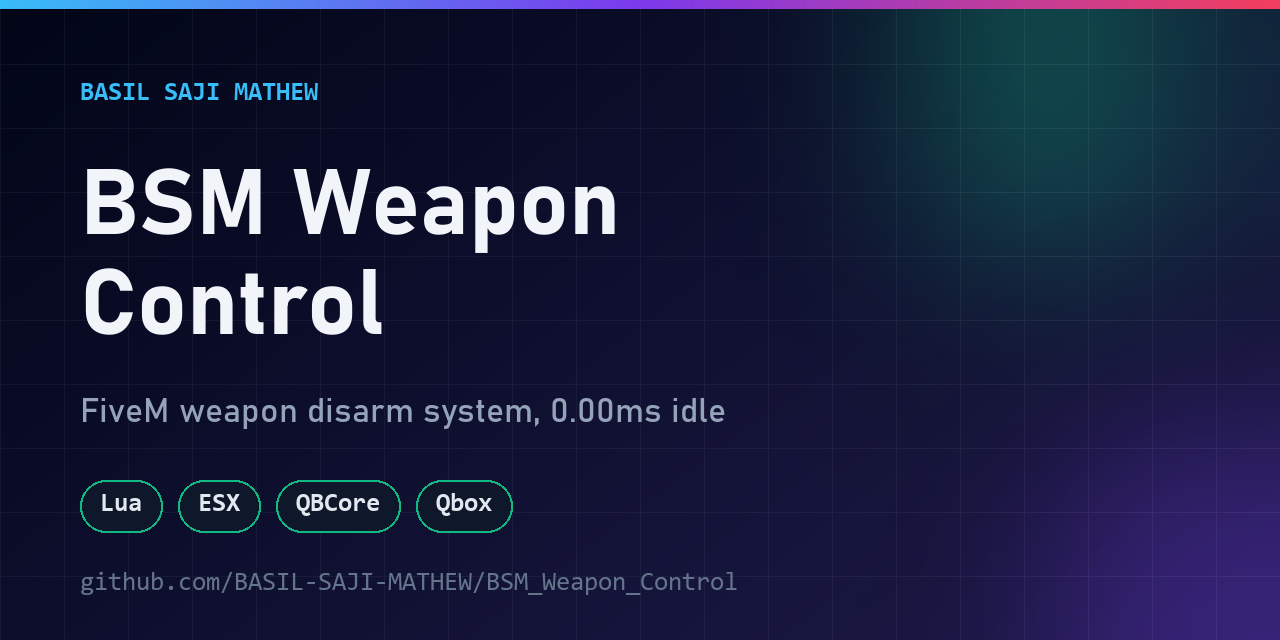 BASIL SAJI MATHEW
BSM Weapon
Control
FiveM weapon disarm system, 0.00ms idle
Lua ESX QBCore Qbox
github.com/BASIL-SAJI-MATHEW/BSM_Weapon_Control